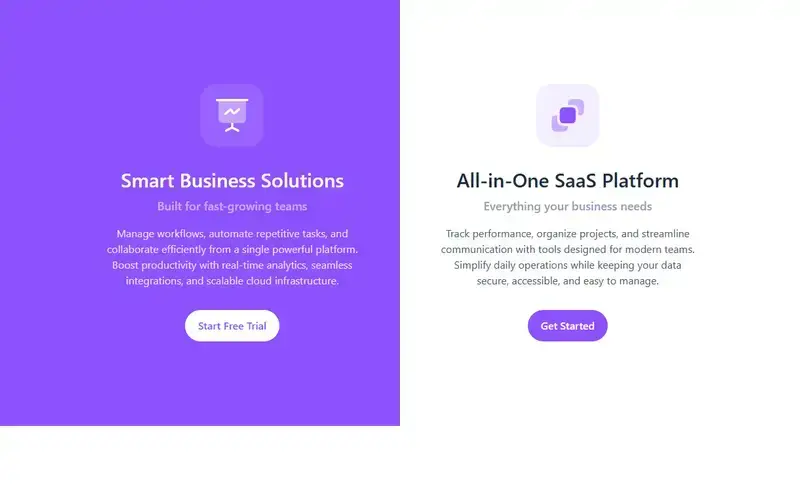 Smart Business Solutions
Built for fast-growing teams
Manage workflows, automate repetitive tasks, and
collaborate efficiently from a single powerful platform.
Boost productivity with real-time analytics, seamless
integrations, and scalable cloud infrastructure.
Start Free Trial
All-in-One SaaS Platform
Everything your business needs
Track performance, organize projects, and streamline
communication with tools designed for modern teams.
Simplify daily operations while keeping your data
secure, accessible, and easy to manage.
Get Started